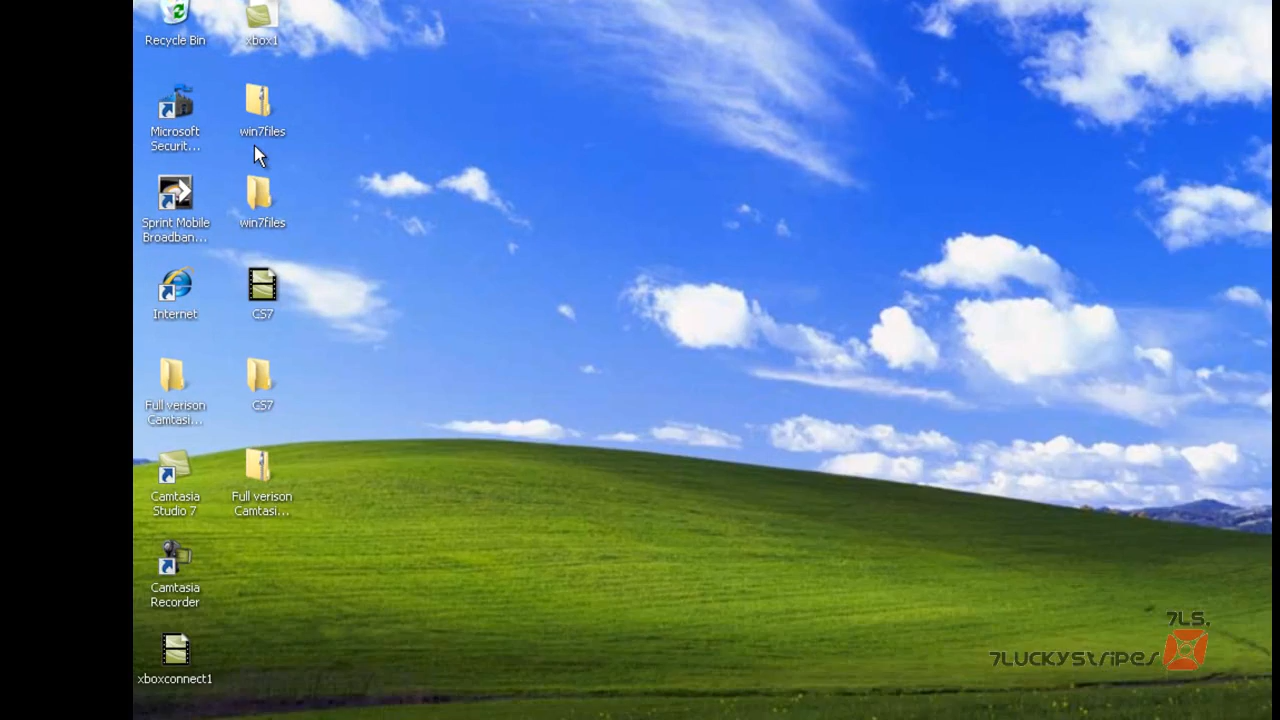 Recycle Bin
xbox1
Microsoft
Securit...
win7files
Sprint Mobile
Broadban...
win7files
Internet
CS7
Full verison
Camtasi...
CS7
Camtasia
Studio 7
Full verison
Camtasi...
Camtasia
Recorder
xboxconnect1
7LS.
7LUCKYSTRIPES